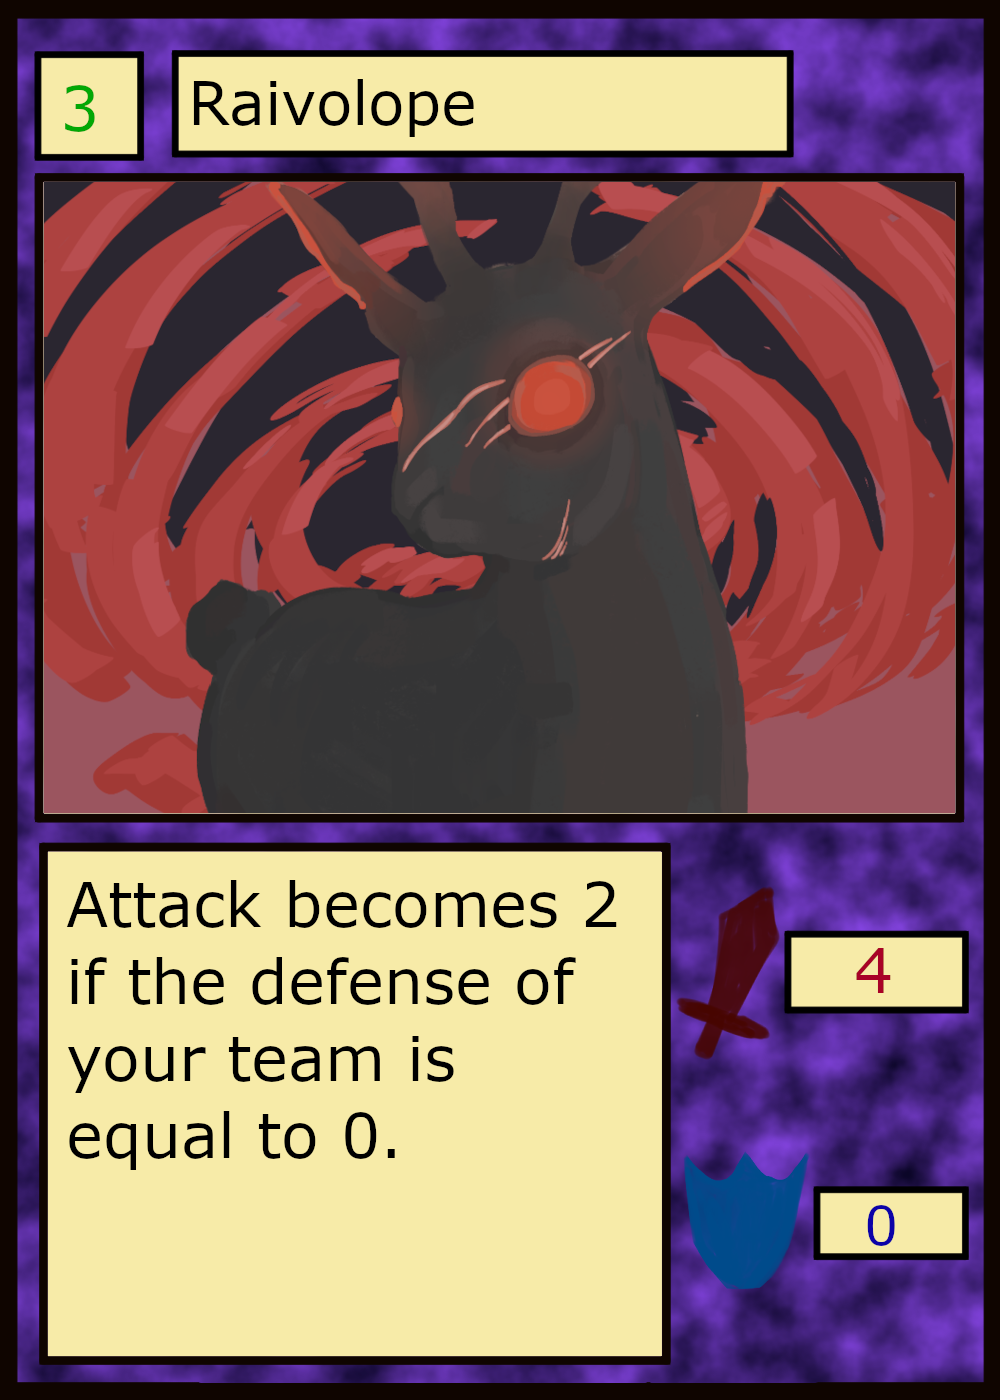 3
Raivolope
Attack becomes 2
if the defense of
your team is
equal to 0.
4
0